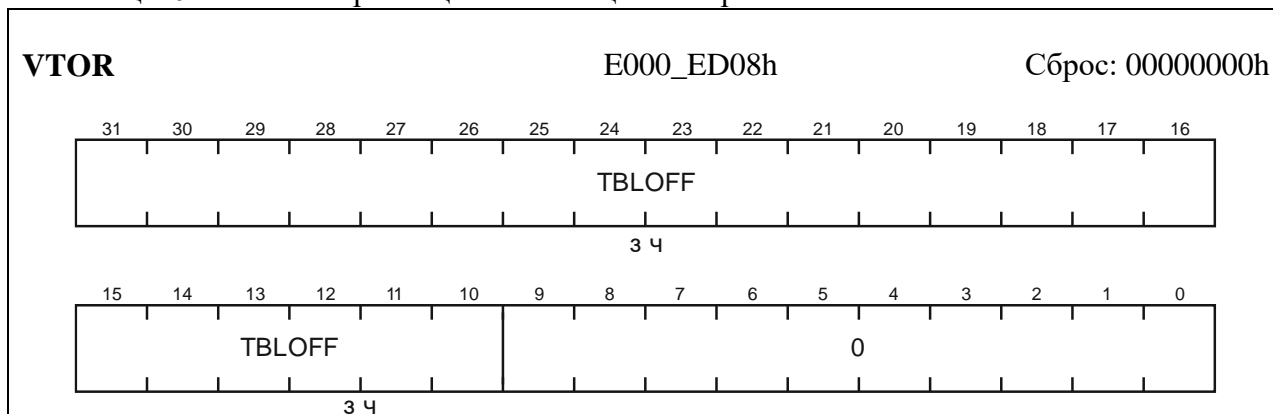 VTOR E000_ED08h Сброс: 00000000h
31 30 29 28 27 26 25 24 23 22 21 20 19 18 17 16
TBLOFF
з ч
15 14 13 12 11 10 9 8 7 6 5 4 3 2 1 0
TBLOFF 0
з ч